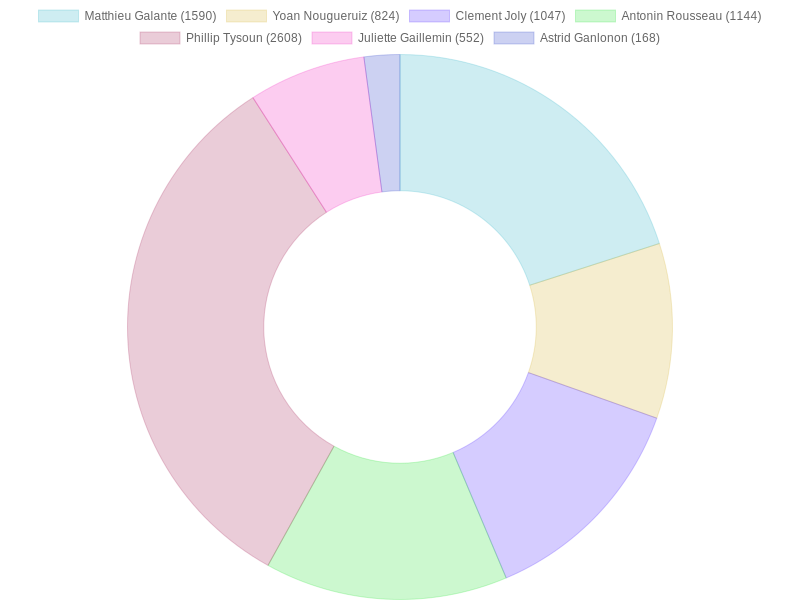 Matthieu Galante (1590) Yoan Nougueruiz (824) Clement Joly (1047) Antonin Rousseau (1144)
Phillip Tysoun (2608) Juliette Gaillemin (552) Astrid Ganlonon (168)